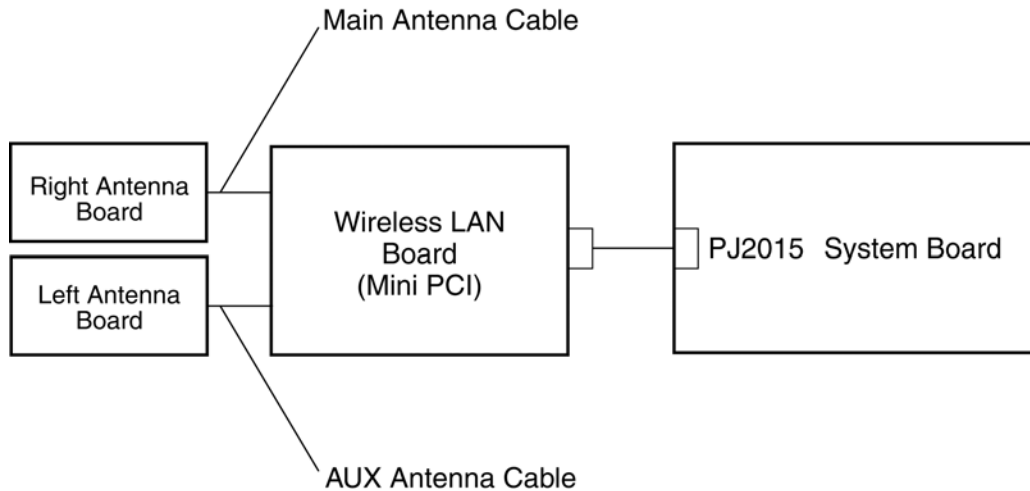 Main Antenna Cable
Right Antenna
Board
Wireless LAN
Board
(Mini PCI)
PJ2015 System Board
Left Antenna
Board
AUX Antenna Cable